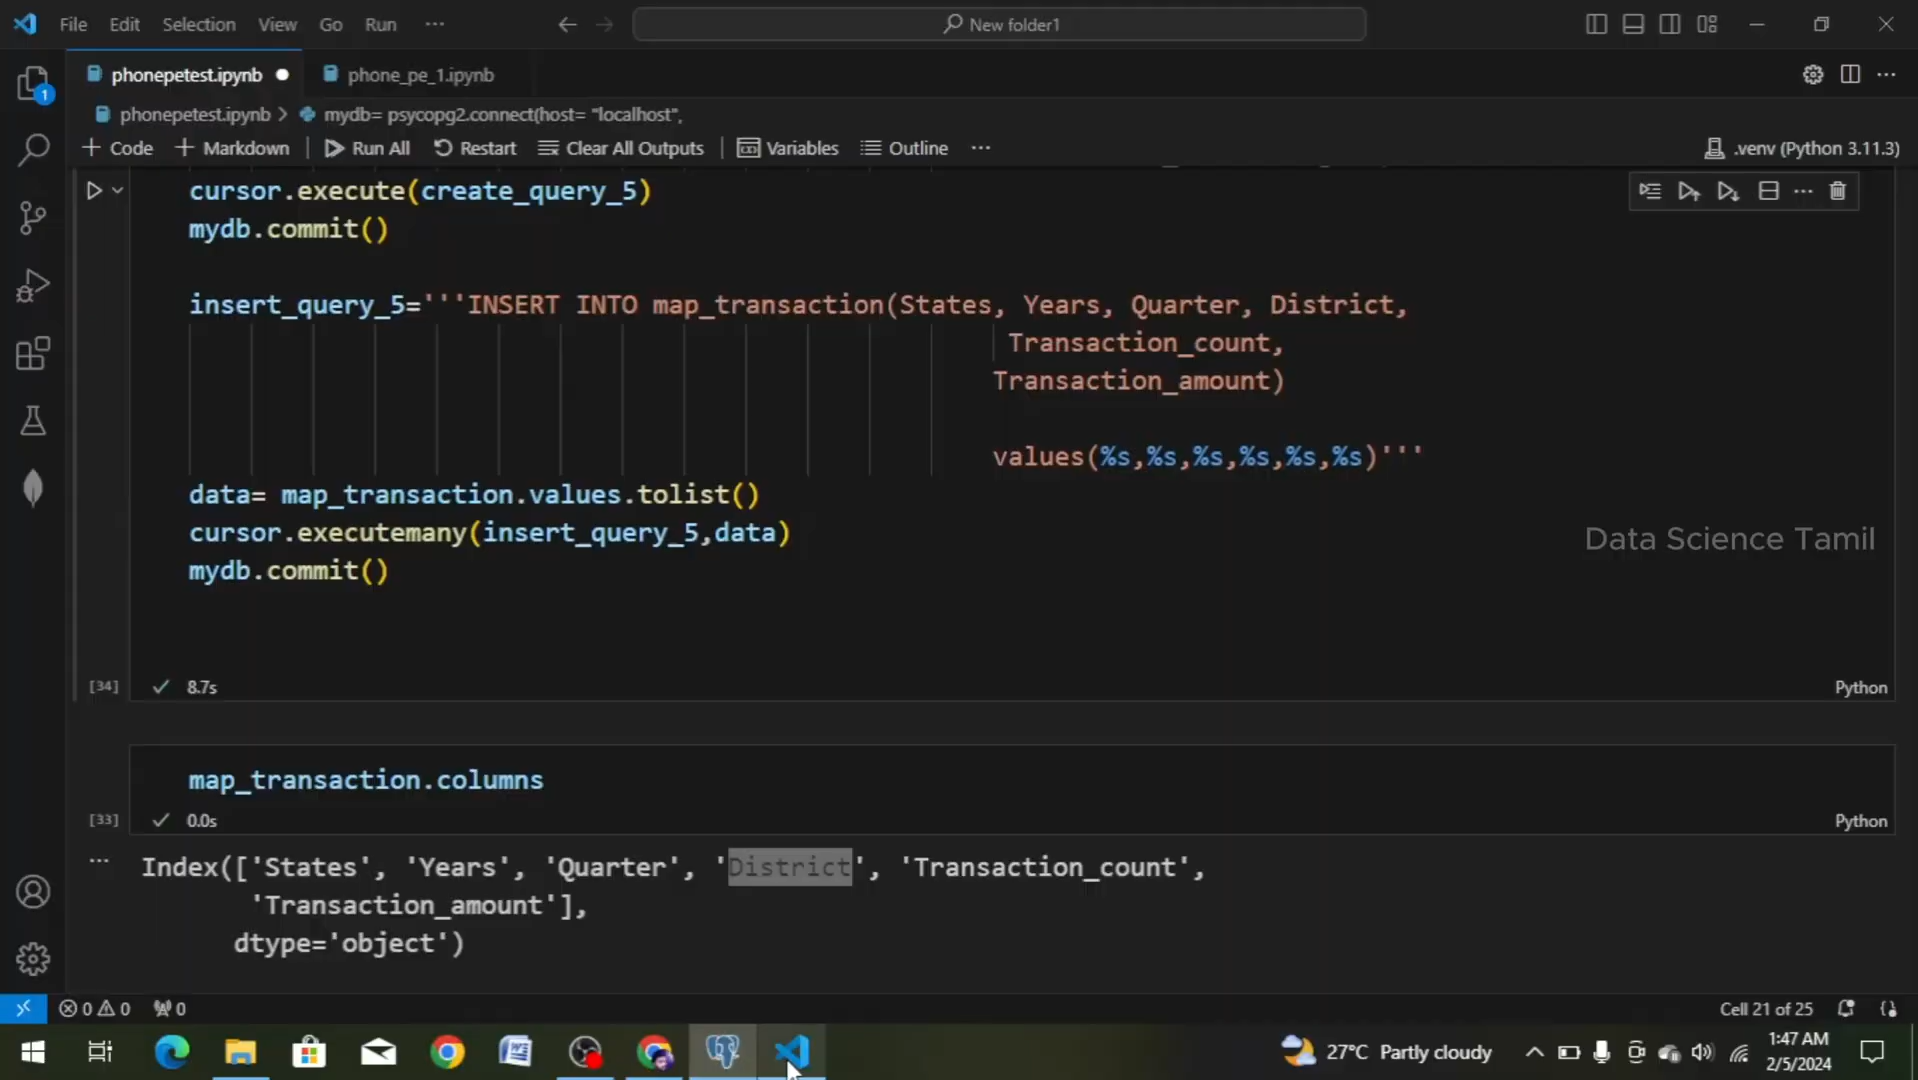 File Edit Selection View Go Run ··· New folder1
phonepetest.ipynb phone_pe_1.ipynb
phonepetest.ipynb > mydb= psycopg2.connect(host= "localhost",
+ Code + Markdown Run All Restart Clear All Outputs Variables Outline ··· .venv (Python 3.11.3)
cursor.execute(create_query_5)
mydb.commit()
insert_query_5='''INSERT INTO map_transaction(States, Years, Quarter, District,
Transaction_count,
Transaction_amount)
values(%s,%s,%s,%s,%s,%s)'''
data= map_transaction.values.tolist()
cursor.executemany(insert_query_5,data)
Data Science Tamil
mydb.commit()
[34] 8.7s Python
map_transaction.columns
[33] 0.0s Python
Index(['States', 'Years', 'Quarter', 'District', 'Transaction_count',
'Transaction_amount'],
dtype='object')
0 0 0 Cell 21 of 25
27°C Partly cloudy 1:47 AM
2/5/2024